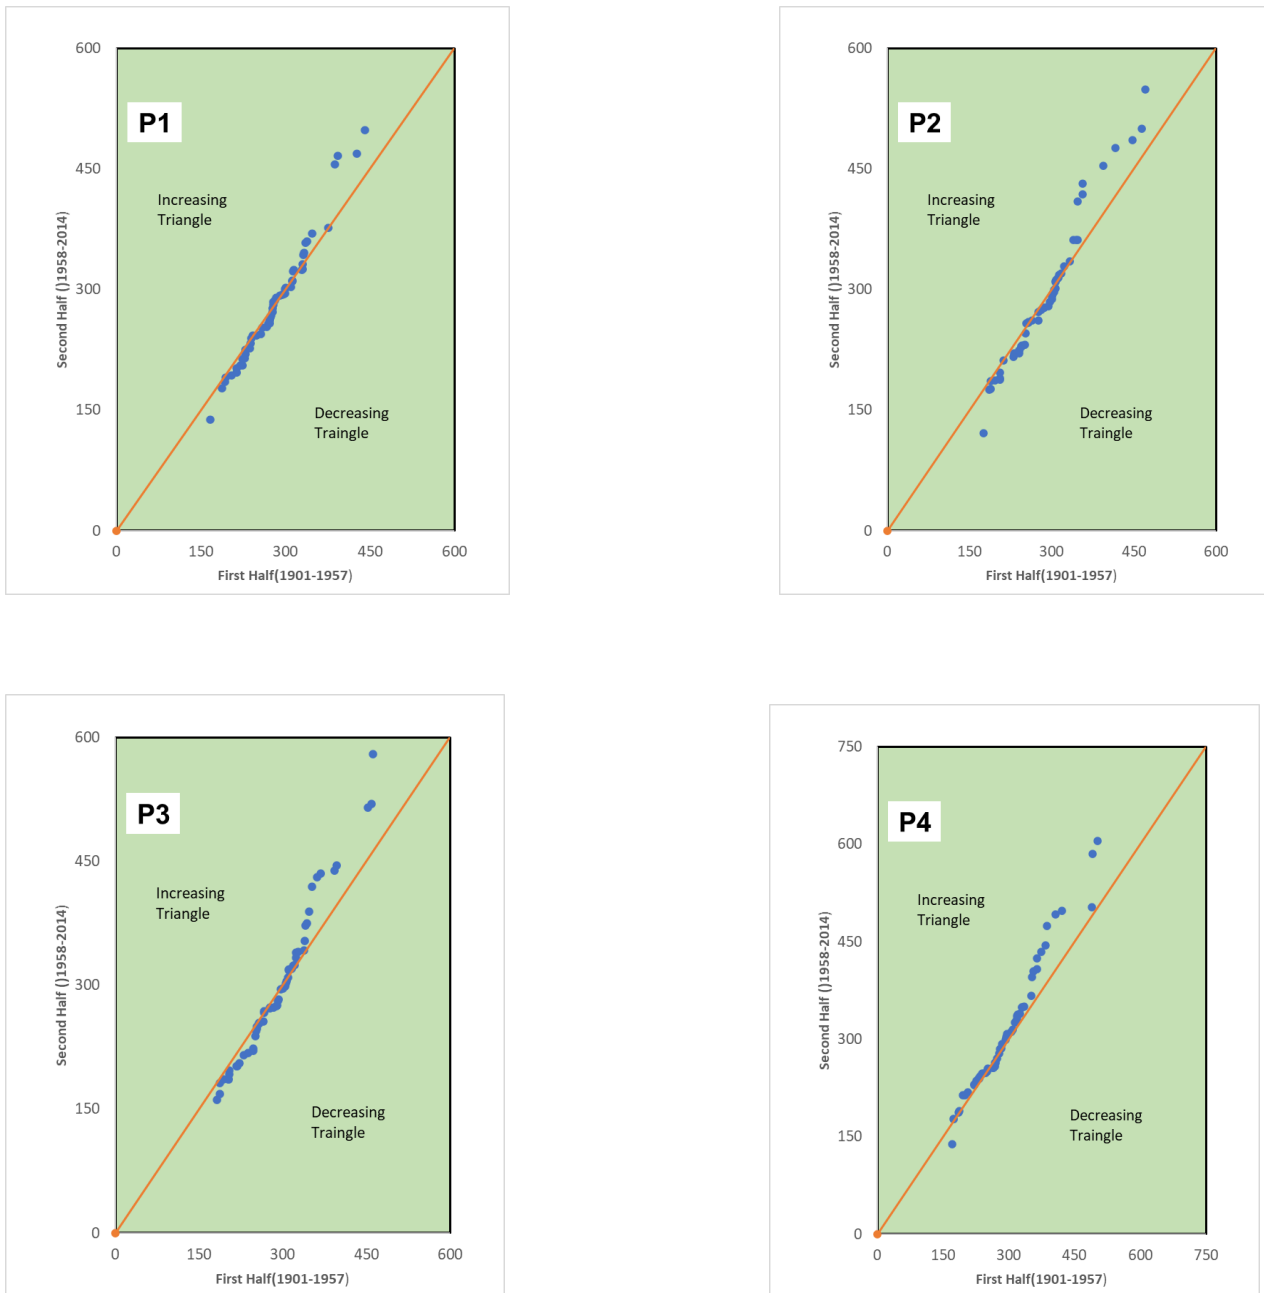 600
P1
450
Increasing
Triangle
300
Decreasing
Traingle
150
0
0 150 300 450 600
Second Half ()1958-2014)
First Half(1901-1957)
600
P2
450
Increasing
Triangle
300
Decreasing
Traingle
150
0
0 150 300 450 600
Second Half ()1958-2014)
First Half(1901-1957)
600
P3
450
Increasing
Triangle
300
Decreasing
Traingle
150
0
0 150 300 450 600
Second Half ()1958-2014)
First Half(1901-1957)
750
P4
600
Increasing
Triangle
450
300
Decreasing
Traingle
150
0
0 150 300 450 600 750
Second Half ()1958-2014)
First Half(1901-1957)